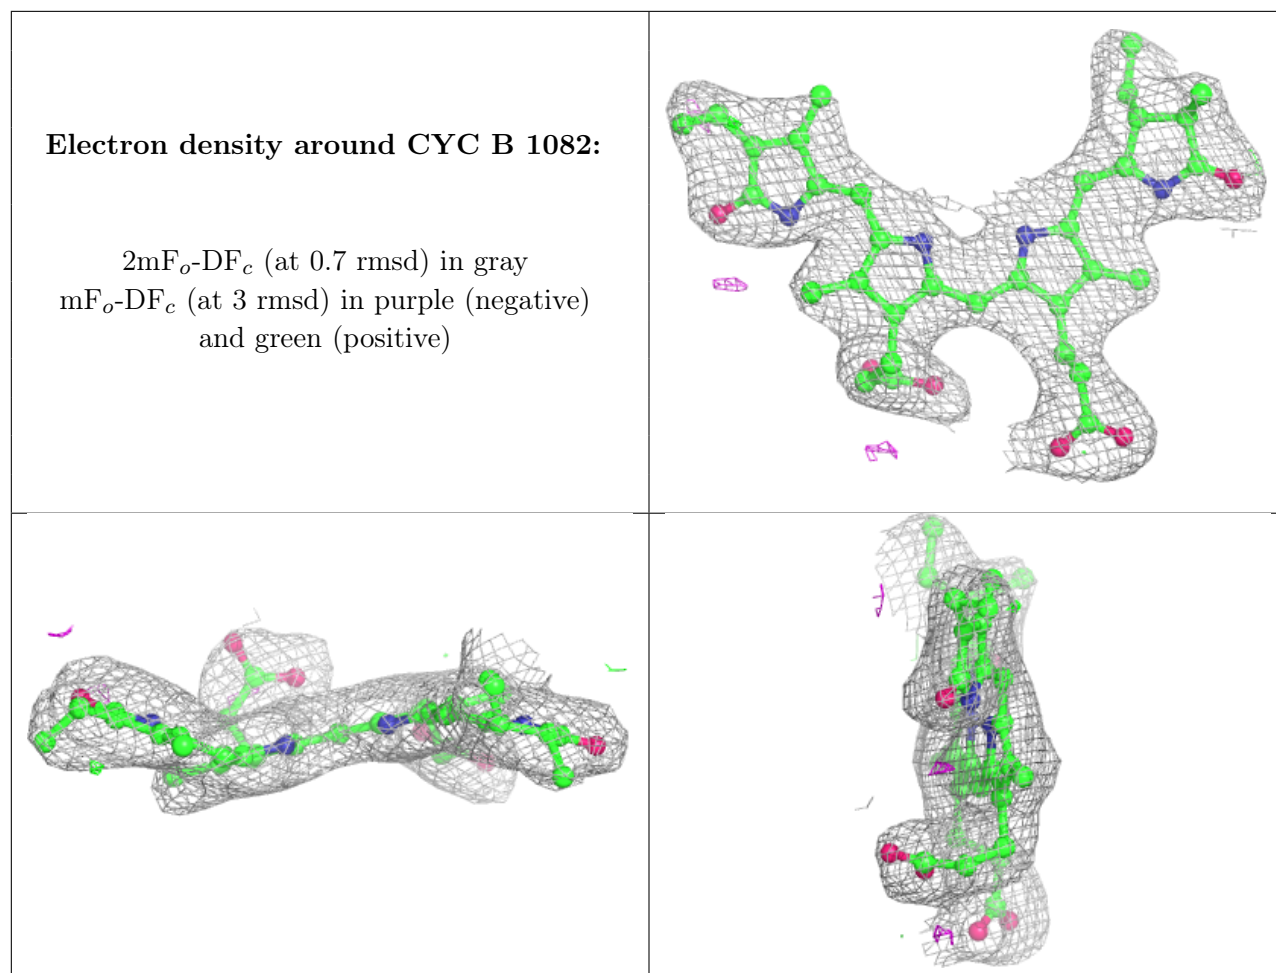 Electron density around CYC B 1082:
2mFo-DFc (at 0.7 rmsd) in gray
mFo-DFc (at 3 rmsd) in purple (negative)
and green (positive)